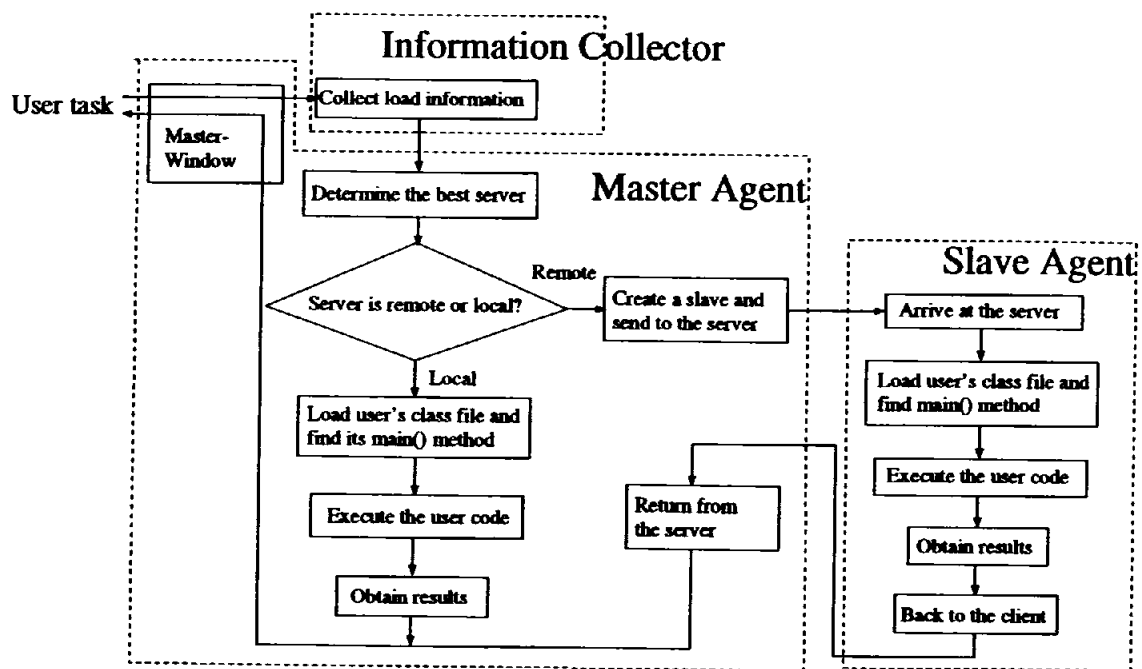 Information Collector
User task
Collect load information
Master-
Window
Determine the best server
Master Agent
Slave Agent
Remote
Server is remote or local?
Create a slave and
send to the server
Arrive at the server
Local
Load user's class file and
find its main() method
Load user's class file and
find main() method
Execute the user code
Execute the user code
Return from
the server
Obtain results
Obtain results
Back to the client